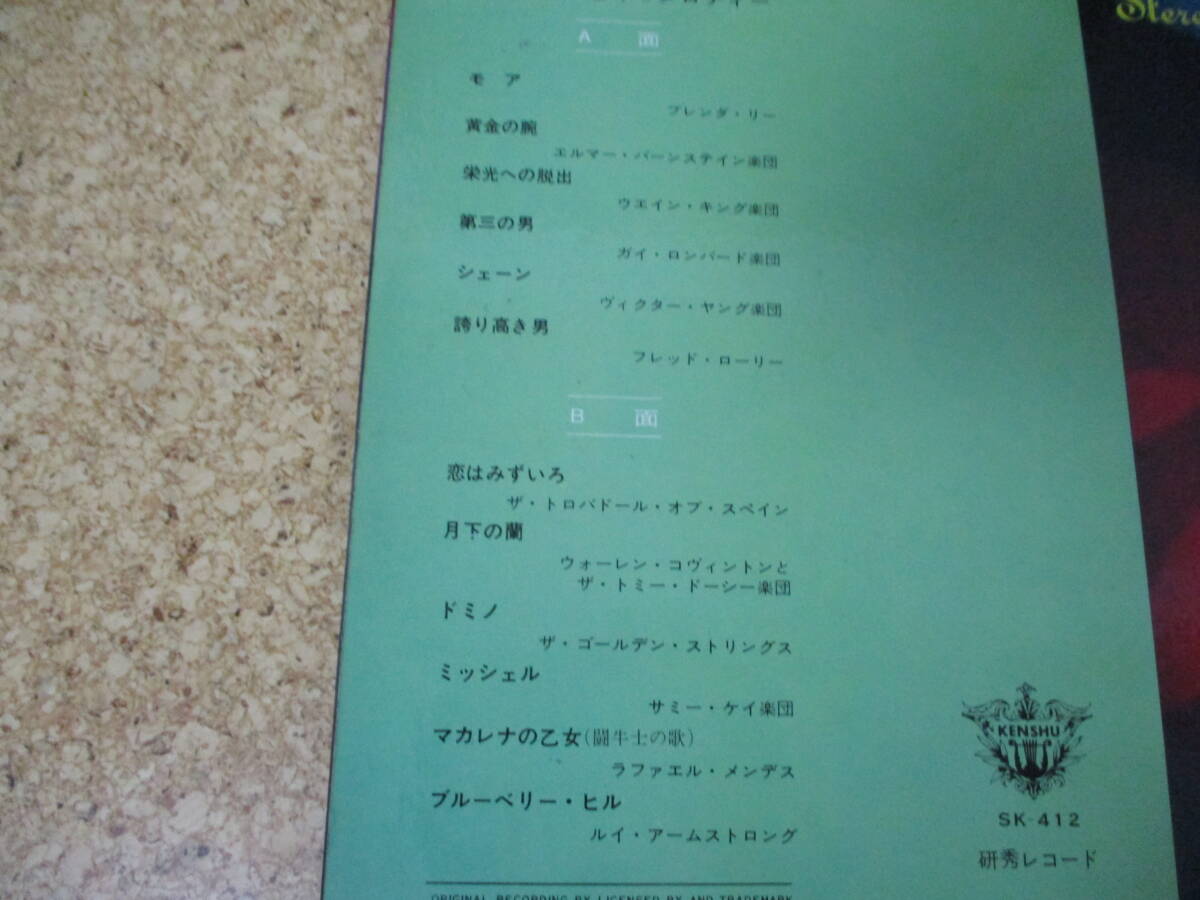 A 面
モア
ブレンダ・リー
黄金の腕
エルマー・バーンステイン楽団
栄光への脱出
ウエイン・キング楽団
第三の男
ガイ・ロンバード楽団
シェーン
ヴィクター・ヤング楽団
誇り高き男
フレッド・ローリー
B 面
恋はみずいろ
ザ・トロバドール・オブ・スペイン
月下の蘭
ウォーレン・コヴィントンと
ザ・トミー・ドーシー楽団
ドミノ
ザ・ゴールデン・ストリングス
ミッシェル
サミー・ケイ楽団
マカレナの乙女(闘牛士の歌)
ラファエル・メンデス
ブルーベリー・ヒル
ルイ・アームストロング
ORIGINAL RECORDING BY LICENSED BY AND TRADEMARK
KENSHU
SK-412
研秀レコード